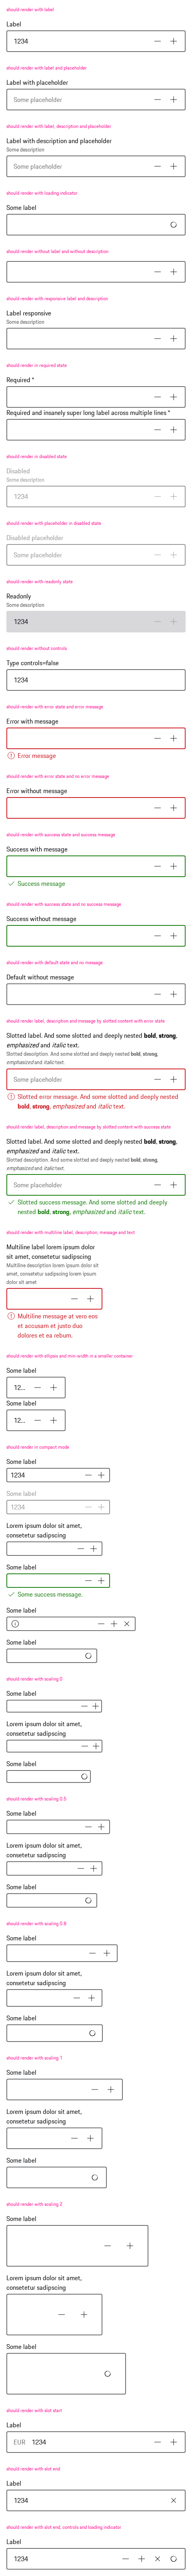 should render with label
Label
1234
should render with label and placeholder
Label with placeholder
Some placeholder
should render with label, description and placeholder
Label with description and placeholder
Some description
Some placeholder
should render with loading indicator
Some label
should render without label and without description
should render with responsive label and description
Label responsive
Some description
should render in required state
Required *
Required and insanely super long label across multiple lines *
should render in disabled state
Disabled
Some description
1234
should render with placeholder in disabled state
Disabled placeholder
Some placeholder
should render with readonly state
Readonly
Some description
1234
should render without controls
Type controls=false
1234
should render with error state and error message
Error with message
Error message
should render with error state and no error message
Error without message
should render with success state and success message
Success with message
Success message
should render with success state and no success message
Success without message
should render with default state and no message
Default without message
should render label, description and message by slotted content with error state
Slotted label. And some slotted and deeply nested bold, strong,
emphasized and italic text.
Slotted description. And some slotted and deeply nested bold, strong,
emphasized and italic text.
Some placeholder
Slotted error message. And some slotted and deeply nested
bold, strong, emphasized and italic text.
should render label, description and message by slotted content with success state
Slotted label. And some slotted and deeply nested bold, strong,
emphasized and italic text.
Slotted description. And some slotted and deeply nested bold, strong,
emphasized and italic text.
Some placeholder
Slotted success message. And some slotted and deeply
nested bold, strong, emphasized and italic text.
should render with multiline label, description, message and text
Multiline label lorem ipsum dolor
sit amet, consetetur sadipscing
Multiline description lorem ipsum dolor sit
amet, consetetur sadipscing lorem ipsum
dolor sit amet
Multiline message at vero eos
et accusam et justo duo
dolores et ea rebum.
should render with ellipsis and min-width in a smaller container
Some label
12...
Some label
12...
should render in compact mode
Some label
1234
Some label
1234
Lorem ipsum dolor sit amet,
consetetur sadipscing
Some label
Some success message.
Some label
Some label
should render with scaling 0
Some label
Lorem ipsum dolor sit amet,
consetetur sadipscing
Some label
should render with scaling 0.5
Some label
Lorem ipsum dolor sit amet,
consetetur sadipscing
Some label
should render with scaling 0.8
Some label
Lorem ipsum dolor sit amet,
consetetur sadipscing
Some label
should render with scaling 1
Some label
Lorem ipsum dolor sit amet,
consetetur sadipscing
Some label
should render with scaling 2
Some label
Lorem ipsum dolor sit amet,
consetetur sadipscing
Some label
should render with slot start
Label
EUR 1234
should render with slot end
Label
1234
should render with slot end, controls and loading indicator
Label
1234